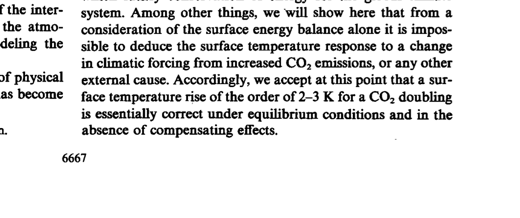 f the inter-
the atmo-
deling the
of physical
as become
n.
system. Among other things, we will show here that from a
consideration of the surface energy balance alone it is impos-
sible to deduce the surface temperature response to a change
in climatic forcing from increased CO₂ emissions, or any other
external cause. Accordingly, we accept at this point that a sur-
face temperature rise of the order of 2–3 K for a CO₂ doubling
is essentially correct under equilibrium conditions and in the
absence of compensating effects.
6667